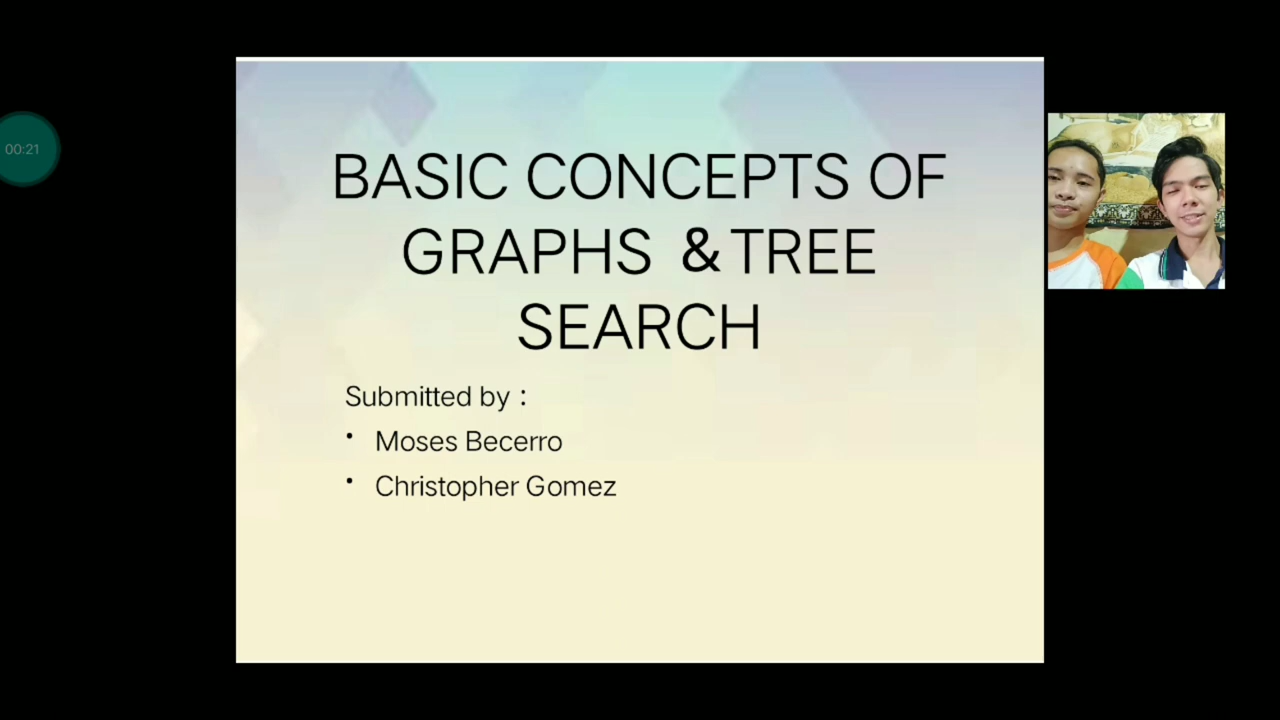 00:21
BASIC CONCEPTS OF
GRAPHS & TREE
SEARCH
Submitted by :
• Moses Becerro
• Christopher Gomez